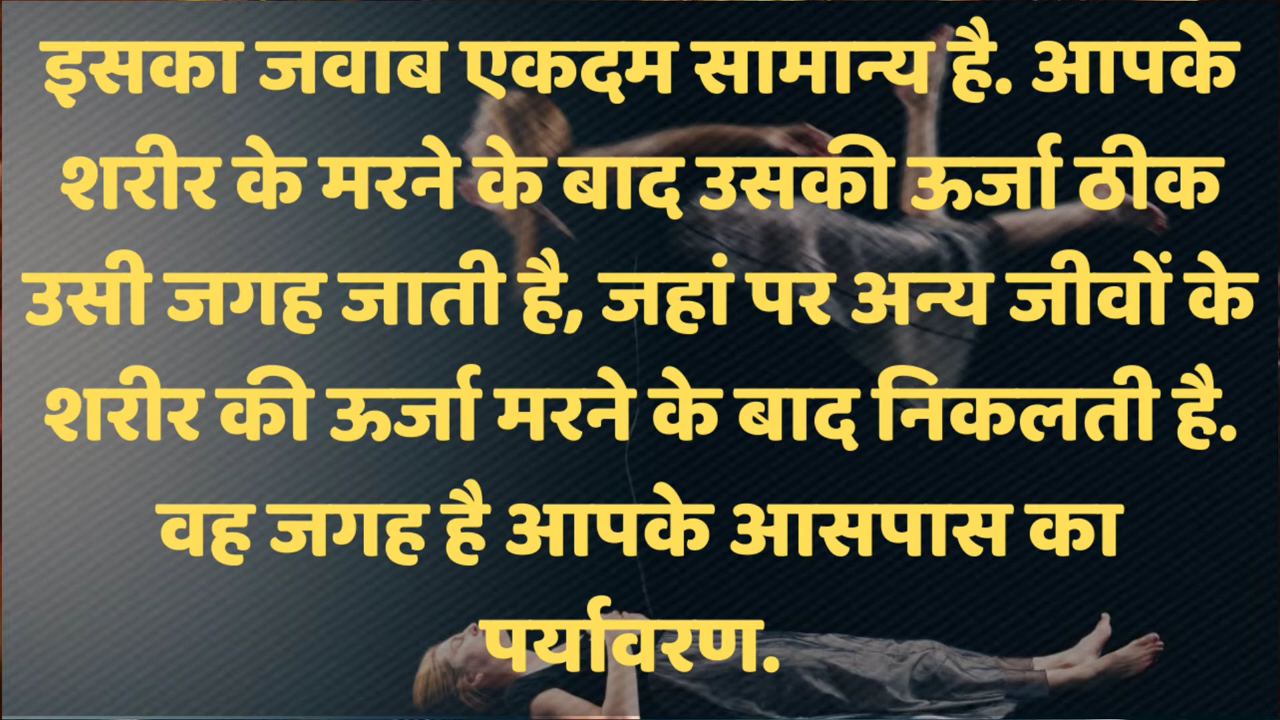 इसका जवाब एकदम सामान्य है. आपके
शरीर के मरने के बाद उसकी ऊर्जा ठीक
उसी जगह जाती है, जहां पर अन्य जीवों के
शरीर की ऊर्जा मरने के बाद निकलती है.
वह जगह है आपके आसपास का
पर्यावरण.